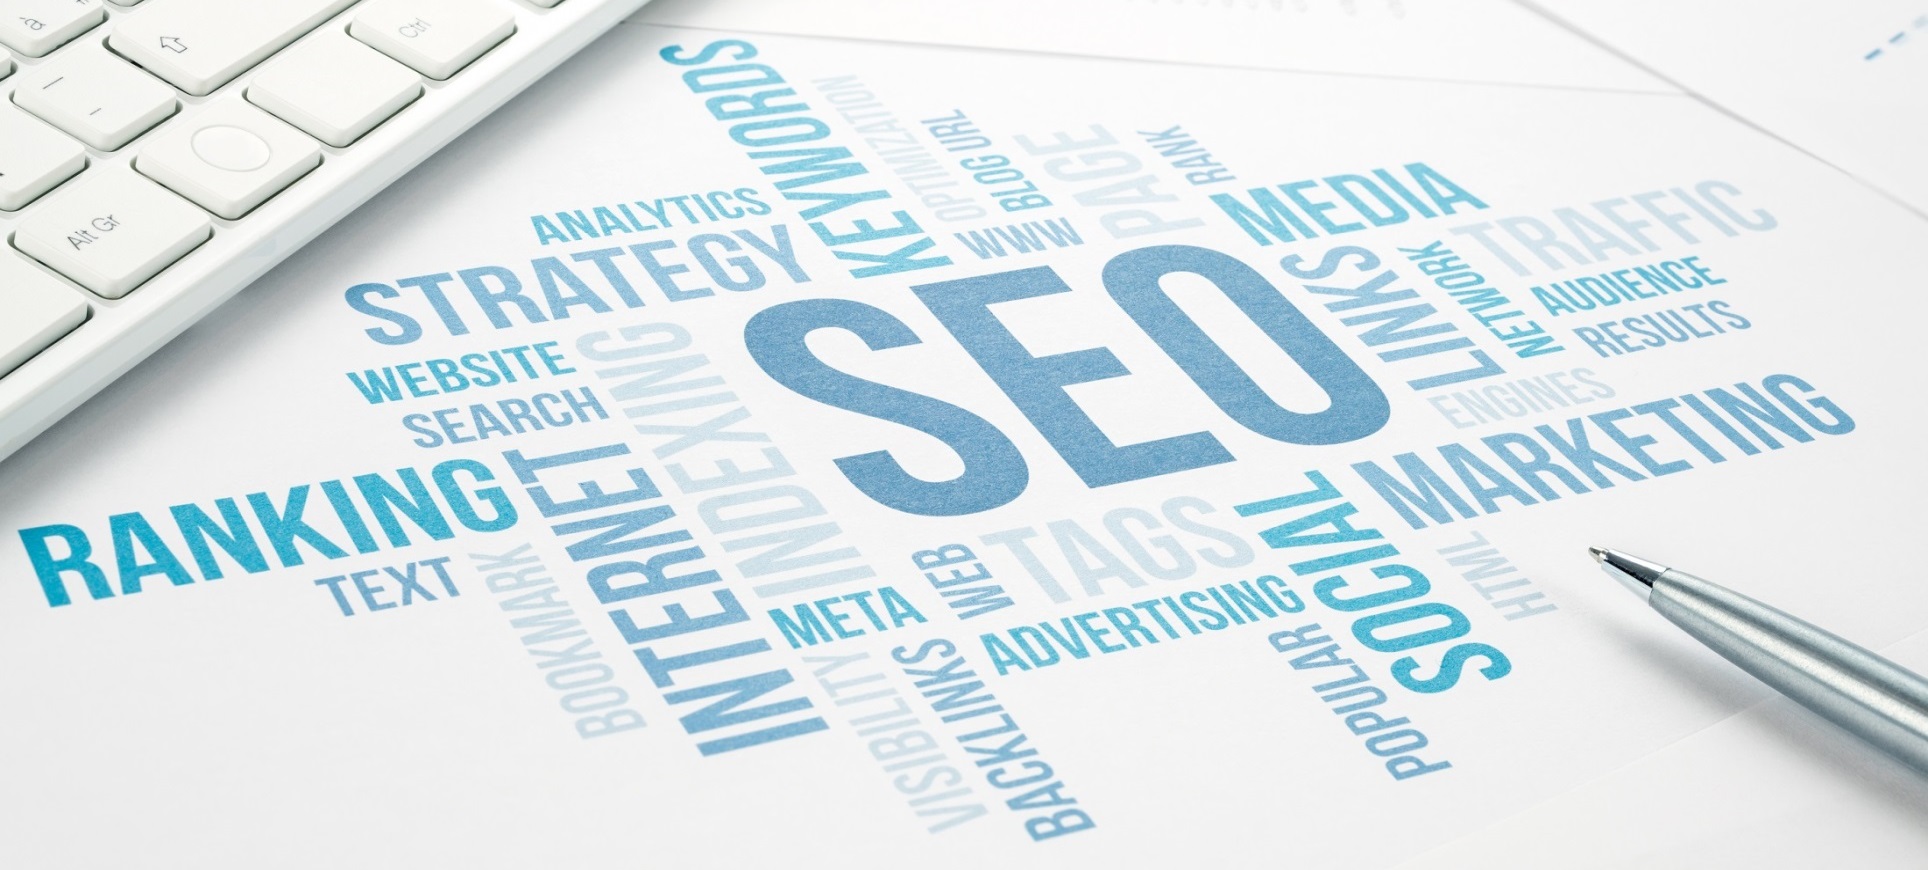 Ctrl
Alt Gr
KEYWORDS
OPTIMIZATION
BLOG URL
PAGE
RANK
MEDIA
TRAFFIC
ANALYTICS
STRATEGY
WWW
SEO
LINKS
NETWORK
AUDIENCE
RESULTS
WEBSITE
SEARCH
INDEXING
ENGINES
MARKETING
RANKING
INTERNET
TEXT
BOOKMARK
META
WEB
TAGS
SOCIAL
HTML
ADVERTISING
VISIBILITY
BACKLINKS
POPULAR